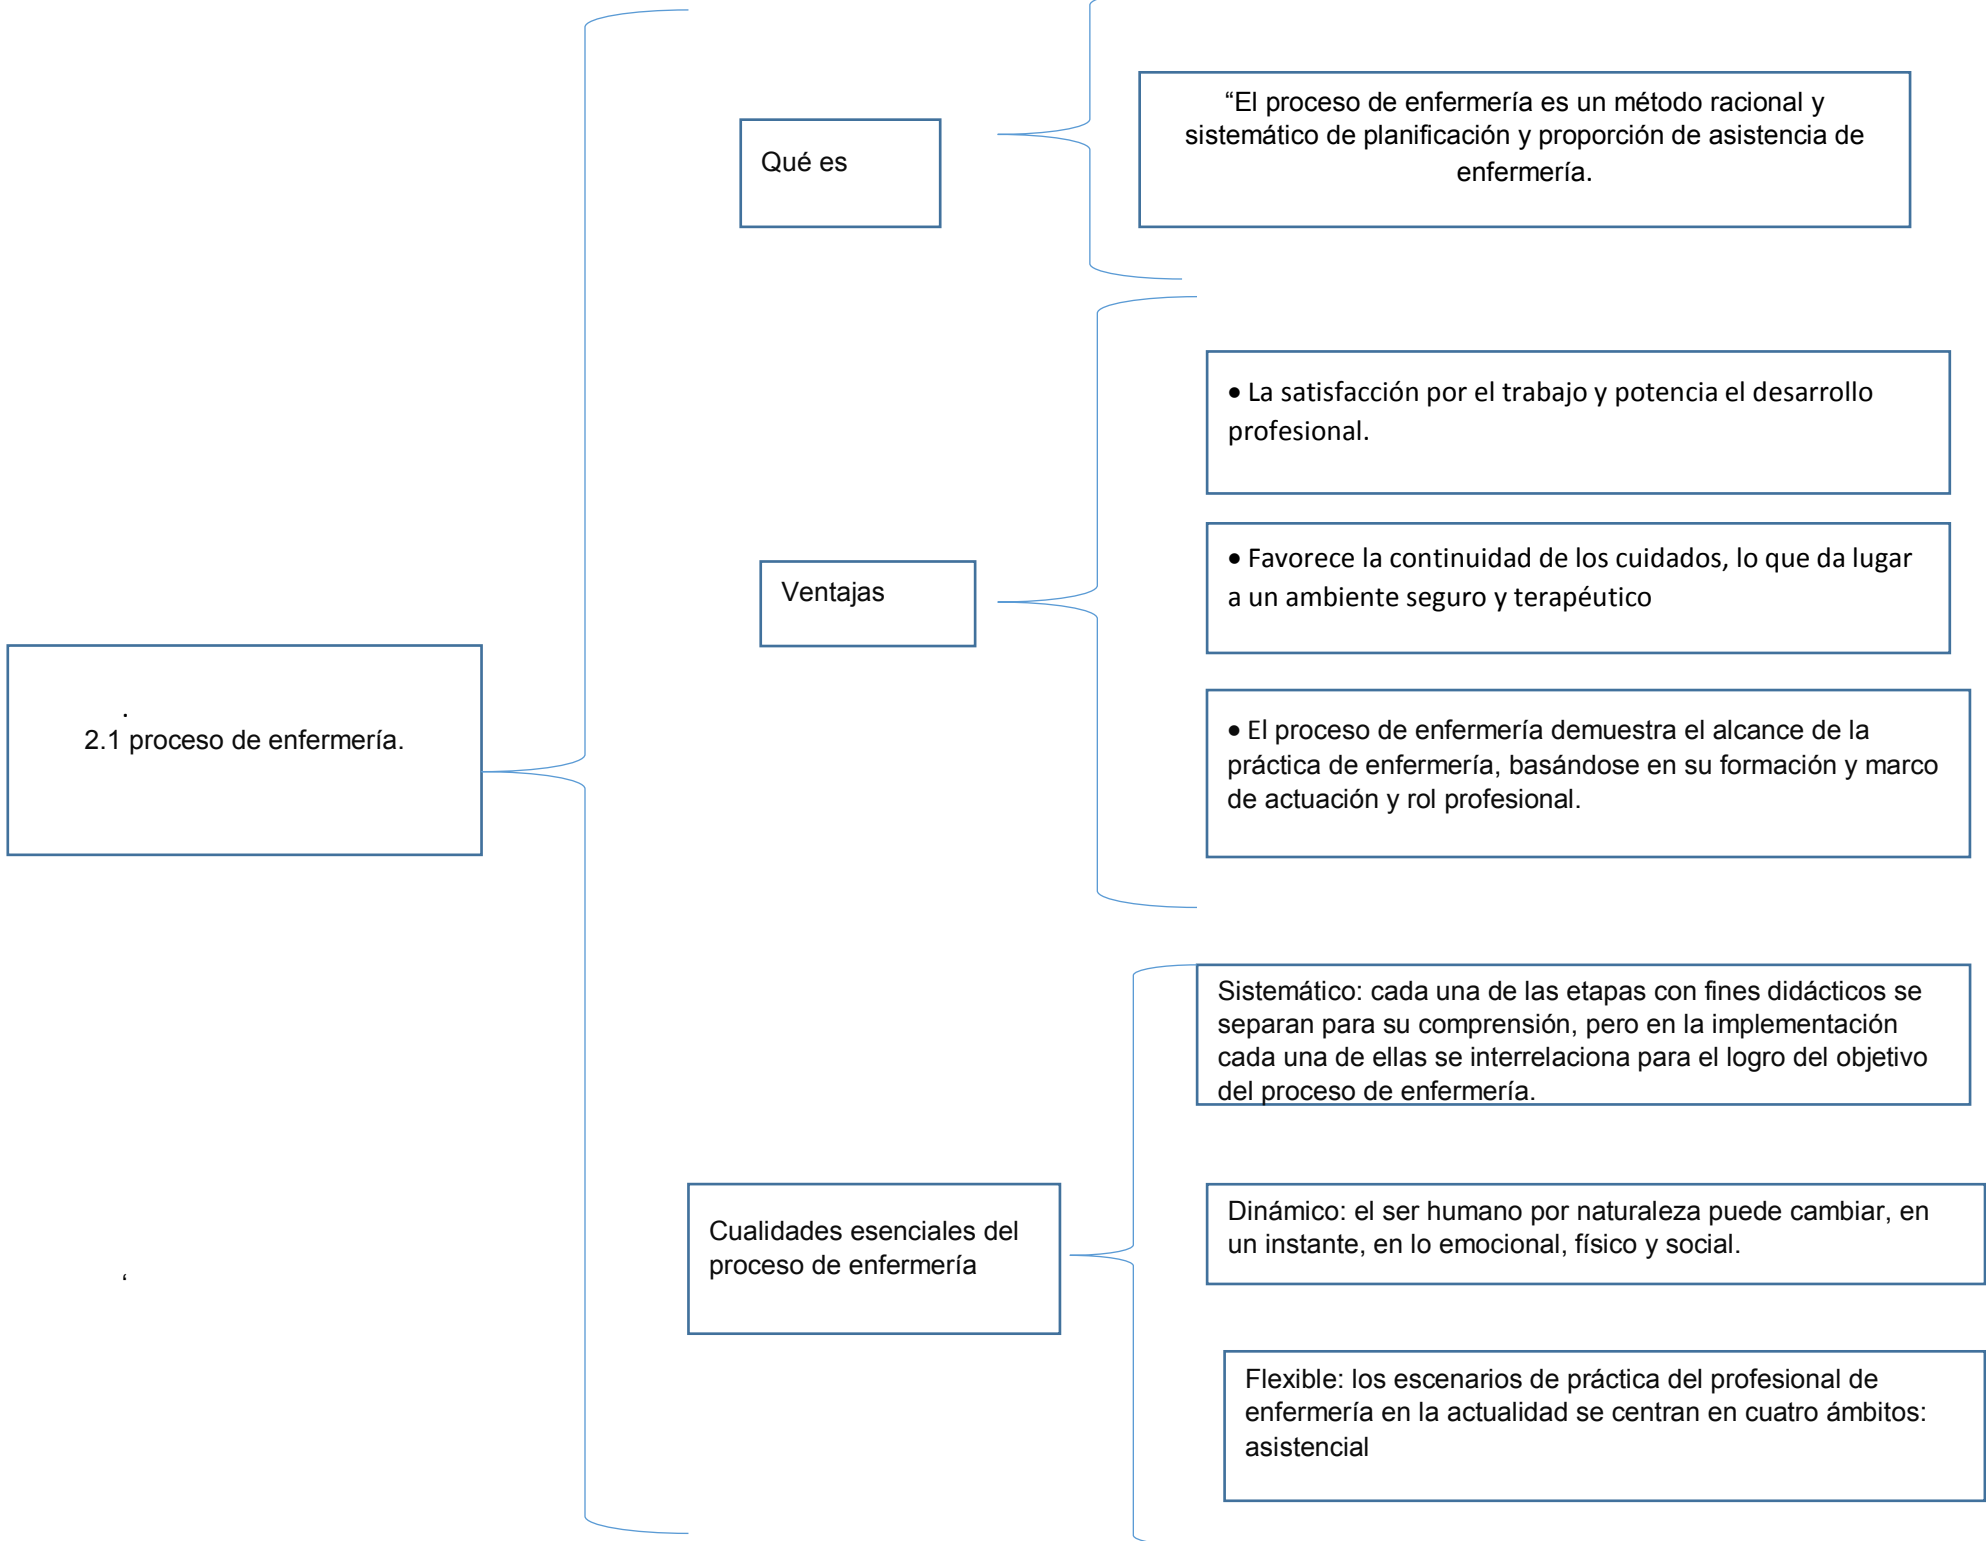 .
2.1 proceso de enfermería.
‘
Qué es
“El proceso de enfermería es un método racional y
sistemático de planificación y proporción de asistencia de
enfermería.
Ventajas
• La satisfacción por el trabajo y potencia el desarrollo
profesional.
• Favorece la continuidad de los cuidados, lo que da lugar
a un ambiente seguro y terapéutico
• El proceso de enfermería demuestra el alcance de la
práctica de enfermería, basándose en su formación y marco
de actuación y rol profesional.
Cualidades esenciales del
proceso de enfermería
Sistemático: cada una de las etapas con fines didácticos se
separan para su comprensión, pero en la implementación
cada una de ellas se interrelaciona para el logro del objetivo
del proceso de enfermería.
Dinámico: el ser humano por naturaleza puede cambiar, en
un instante, en lo emocional, físico y social.
Flexible: los escenarios de práctica del profesional de
enfermería en la actualidad se centran en cuatro ámbitos:
asistencial